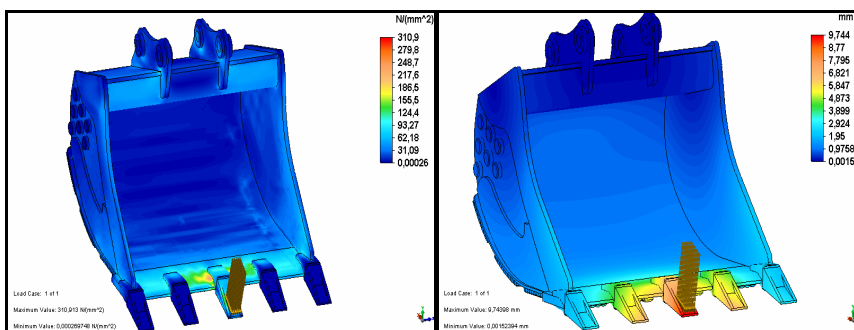 N/(mm^2)
310,9
279,8
248,7
217,6
186,5
155,4
124,4
93,27
62,18
31,09
0,00026
Load Case: 1 of 1
Maximum Value: 310,913 N/(mm^2)
Minimum Value: 0,000269748 N/(mm^2)
mm
9,744
8,77
7,795
6,821
5,847
4,873
3,899
2,924
1,95
0,9758
0,0015
Load Case: 1 of 1
Maximum Value: 9,74398 mm
Minimum Value: 0,00152394 mm